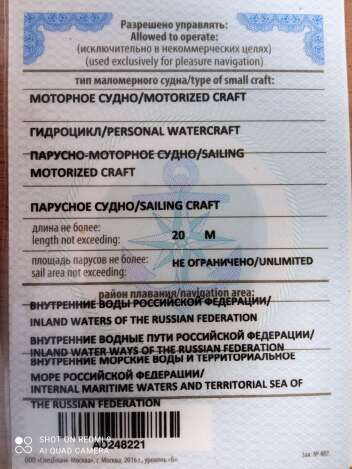 Разрешено управлять:
Allowed to operate:
(исключительно в некоммерческих целях)
(used exclusively for pleasure navigation)
тип маломерного судна/type of small craft:
МОТОРНОЕ СУДНО/MOTORIZED CRAFT
ГИДРОЦИКЛ/PERSONAL WATERCRAFT
ПАРУСНО-МОТОРНОЕ СУДНО/SAILING
MOTORIZED CRAFT
ПАРУСНОЕ СУДНО/SAILING CRAFT
длина не более:
length not exceeding:
20 М
площадь парусов не более:
sail area not exceeding:
НЕ ОГРАНИЧЕНО/UNLIMITED
район плавания/navigation area:
ВНУТРЕННИЕ ВОДЫ РОССИЙСКОЙ ФЕДЕРАЦИИ/
INLAND WATERS OF THE RUSSIAN FEDERATION
ВНУТРЕННИЕ ВОДНЫЕ ПУТИ РОССИЙСКОЙ ФЕДЕРАЦИИ/
INLAND WATER WAYS OF THE RUSSIAN FEDERATION
ВНУТРЕННИЕ МОРСКИЕ ВОДЫ И ТЕРРИТОРИАЛЬНОЕ
МОРЕ РОССИЙСКОЙ ФЕДЕРАЦИИ/
INTERNAL MARITIME WATERS AND TERRITORIAL SEA OF
THE RUSSIAN FEDERATION
AD248221
SHOT ON REDMI 9
AI QUAD CAMERA
Москва, 2016 г., уровень «Б»